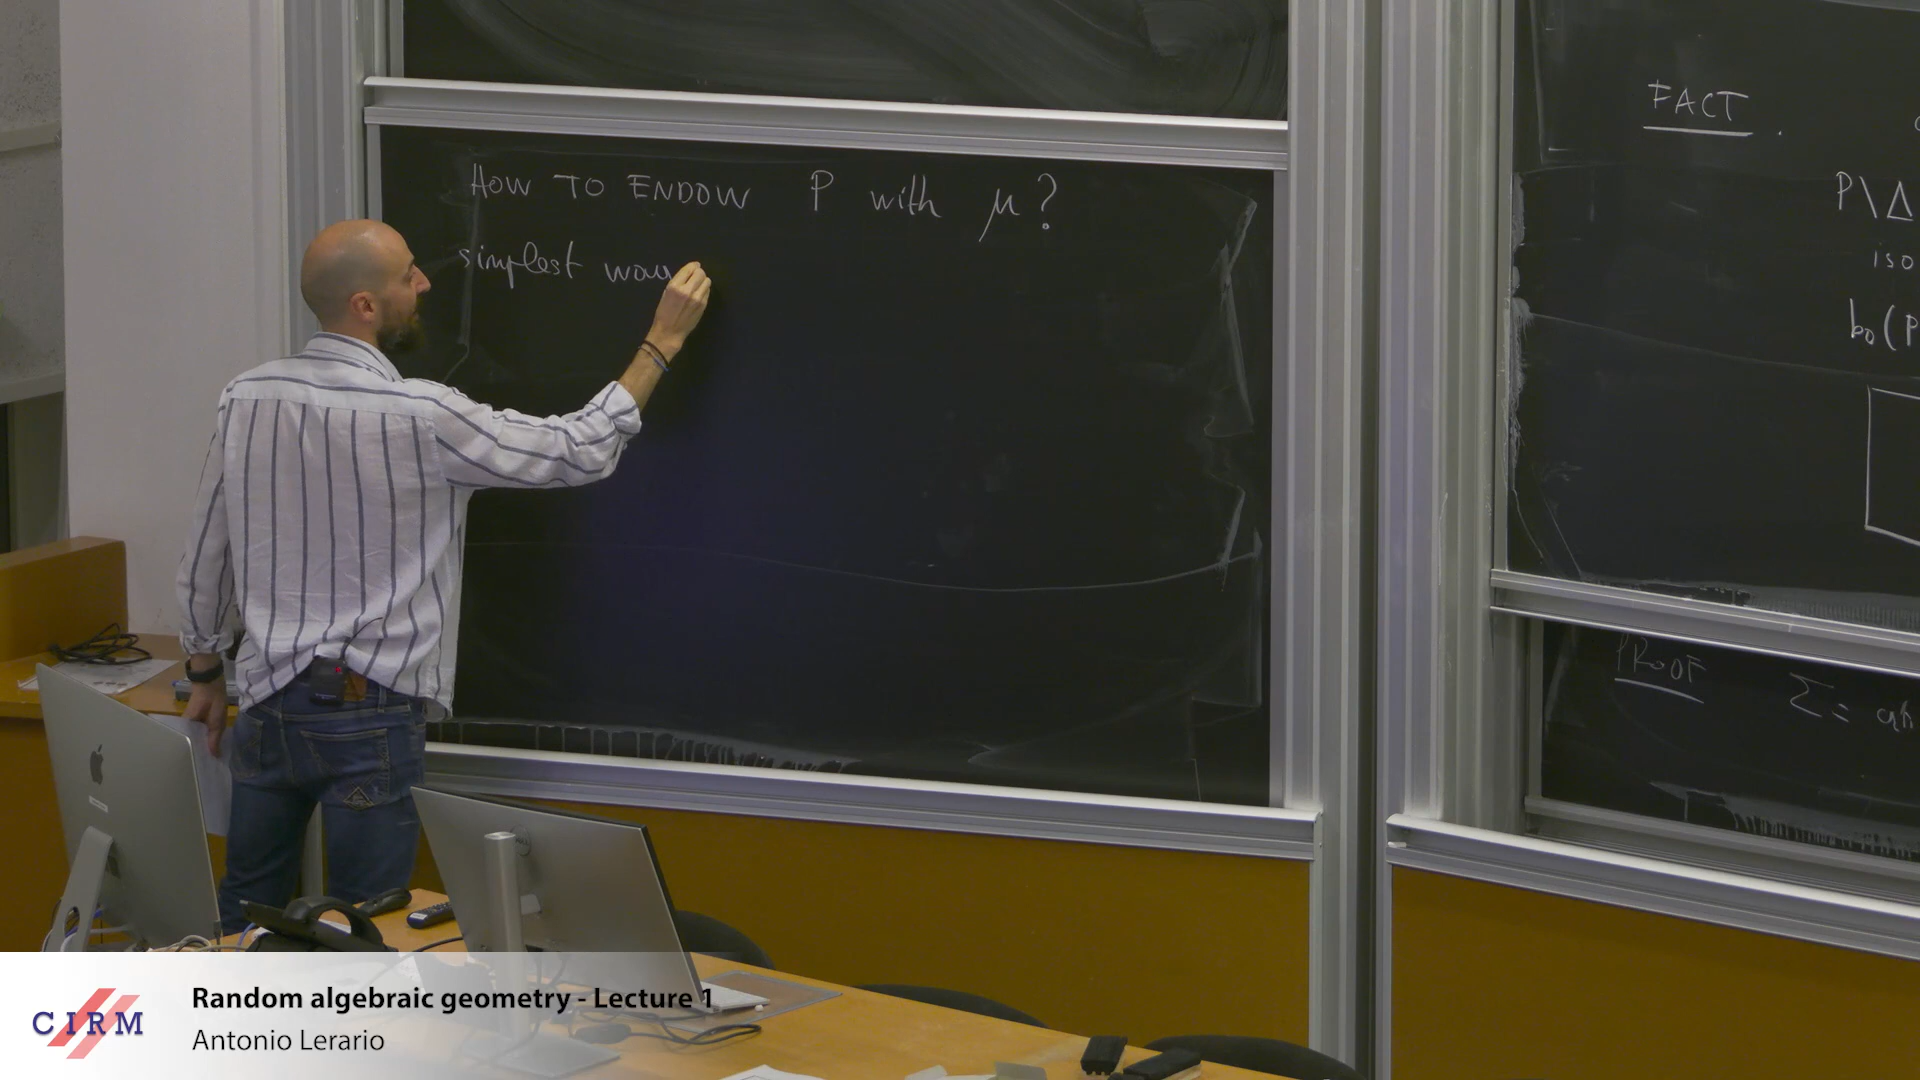 HOW TO ENDOW P with μ?
simplest way
FACT.
P\Δ
iso
b₀(P
PROOF Σ =
CIRM
Random algebraic geometry - Lecture 1
Antonio Lerario